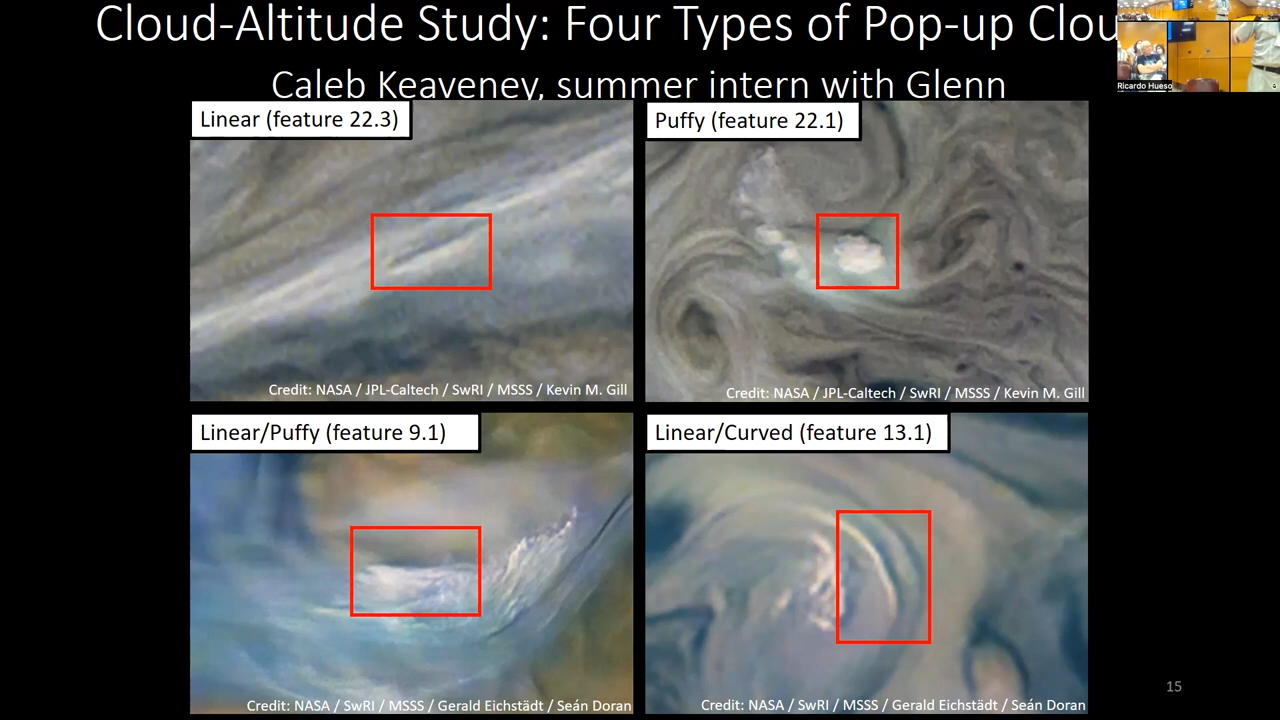 Cloud-Altitude Study: Four Types of Pop-up Clou
Caleb Keaveney, summer intern with Glenn
Ricardo Hueso
Linear (feature 22.3)
Puffy (feature 22.1)
Credit: NASA / JPL-Caltech / SwRI / MSSS / Kevin M. Gill
Credit: NASA / JPL-Caltech / SwRI / MSSS / Kevin M. Gill
Linear/Puffy (feature 9.1)
Linear/Curved (feature 13.1)
Credit: NASA / SwRI / MSSS / Gerald Eichstädt / Seán Doran
Credit: NASA / SwRI / MSSS / Gerald Eichstädt / Seán Doran
15